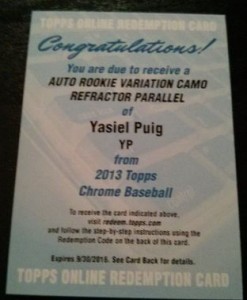 TOPPS ONLINE REDEMPTION CARD
Congratulations!
You are due to receive a
AUTO ROOKIE VARIATION CAMO
REFRACTOR PARALLEL
of
Yasiel Puig
YP
from
2013 Topps
Chrome Baseball
To receive the card indicated above,
visit redeem.topps.com
and follow the step-by-step instructions using the
Redemption Code on the back of this card.
Expires 9/30/2016. See Card Back for details.
TOPPS ONLINE REDEMPTION CARD